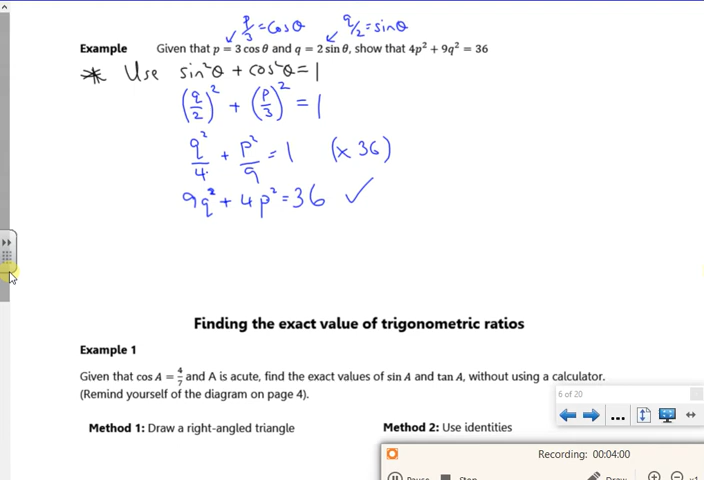 p/3 = cosθ q/2 = sinθ
Example Given that p = 3 cos θ and q = 2 sin θ, show that 4p² + 9q² = 36
* Use sin²θ + cos²θ = 1
(q/2)² + (p/3)² = 1
q²/4 + p²/9 = 1 (x 36)
9q² + 4p² = 36 ✓
Finding the exact value of trigonometric ratios
Example 1
Given that cos A = 4/7 and A is acute, find the exact values of sin A and tan A, without using a calculator.
(Remind yourself of the diagram on page 4).
6 of 20
Method 1: Draw a right-angled triangle Method 2: Use identities
Recording: 00:04:00
Pause Stop Draw x1